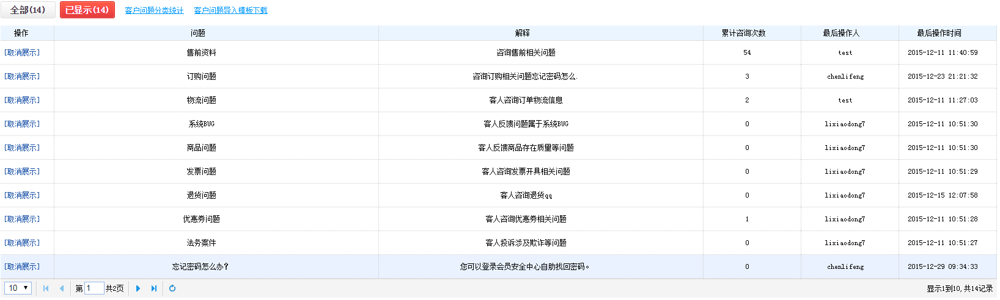 全部(14) 已显示(14) 客户问题分类统计 客户问题导入模板下载
操作 问题 解释 累计咨询次数 最后操作人 最后操作时间
[取消展示] 售前资料 咨询售前相关问题 54 test 2015-12-11 11:40:59
[取消展示] 订购问题 咨询订购相关问题忘记密码怎么. 3 chenlifeng 2015-12-23 21:21:32
[取消展示] 物流问题 客人咨询订单物流信息 2 test 2015-12-11 11:27:03
[取消展示] 系统BUG 客人反馈问题属于系统BUG 0 lixiaodong7 2015-12-11 10:51:30
[取消展示] 商品问题 客人反馈商品存在质量等问题 0 lixiaodong7 2015-12-11 10:51:30
[取消展示] 发票问题 客人咨询发票开具相关问题 0 lixiaodong7 2015-12-11 10:51:29
[取消展示] 退货问题 客人咨询退货qq 0 lixiaodong7 2015-12-15 12:07:58
[取消展示] 优惠券问题 客人咨询优惠券相关问题 1 lixiaodong7 2015-12-11 10:51:28
[取消展示] 法务案件 客人投诉涉及欺诈等问题 0 lixiaodong7 2015-12-11 10:51:27
[取消展示] 忘记密码怎么办? 您可以登录会员安全中心自助找回密码。 0 chenlifeng 2015-12-29 09:34:33
10 第 1 共2页 显示1到10,共14记录